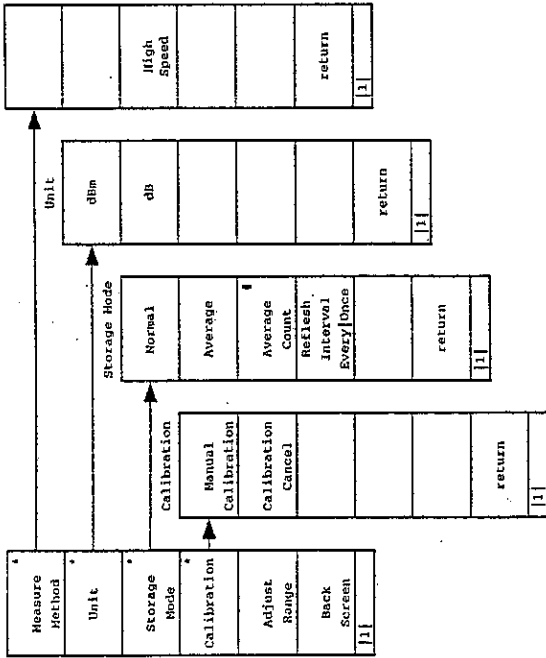 *
Measure
Method
*
Unit
*
Storage
Mode
*
Calibration
Adjust
Range
Back
Screen
|1|
Calibration
Manual
Calibration
Calibration
Cancel
return
|1|
Storage Mode
Normal
Average
*
Average
Count
Reflesh
Interval
Every|Once
return
|1|
Unit
dBm
dB
return
|1|
High
Speed
return
|1|